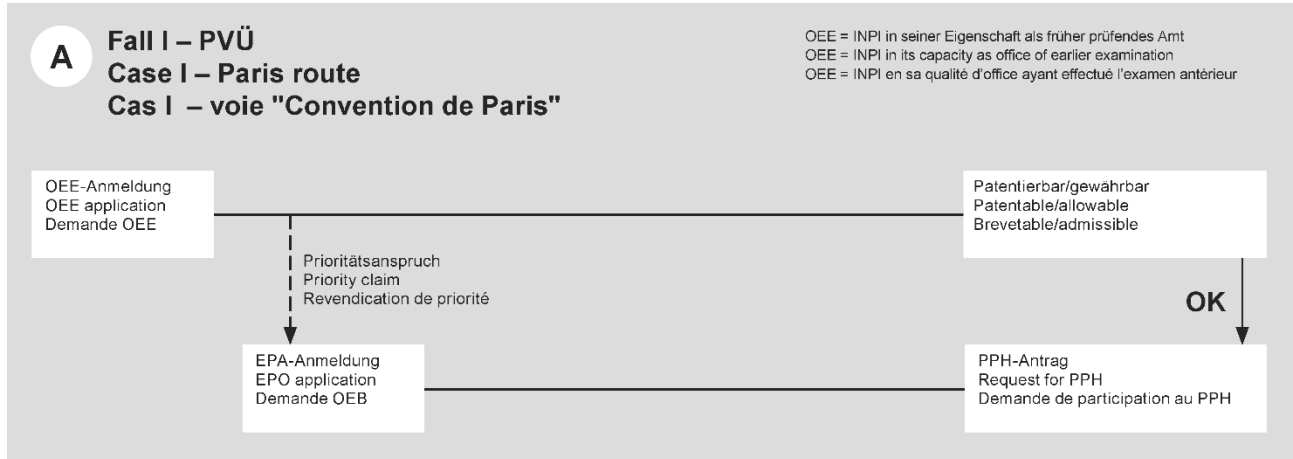 A
Fall I – PVÜ
Case I – Paris route
Cas I – voie "Convention de Paris"
OEE = INPI in seiner Eigenschaft als früher prüfendes Amt
OEE = INPI in its capacity as office of earlier examination
OEE = INPI en sa qualité d'office ayant effectué l'examen antérieur
OEE-Anmeldung
OEE application
Demande OEE
Patentierbar/gewährbar
Patentable/allowable
Brevetable/admissible
Prioritätsanspruch
Priority claim
Revendication de priorité
OK
EPA-Anmeldung
EPO application
Demande OEB
PPH-Antrag
Request for PPH
Demande de participation au PPH